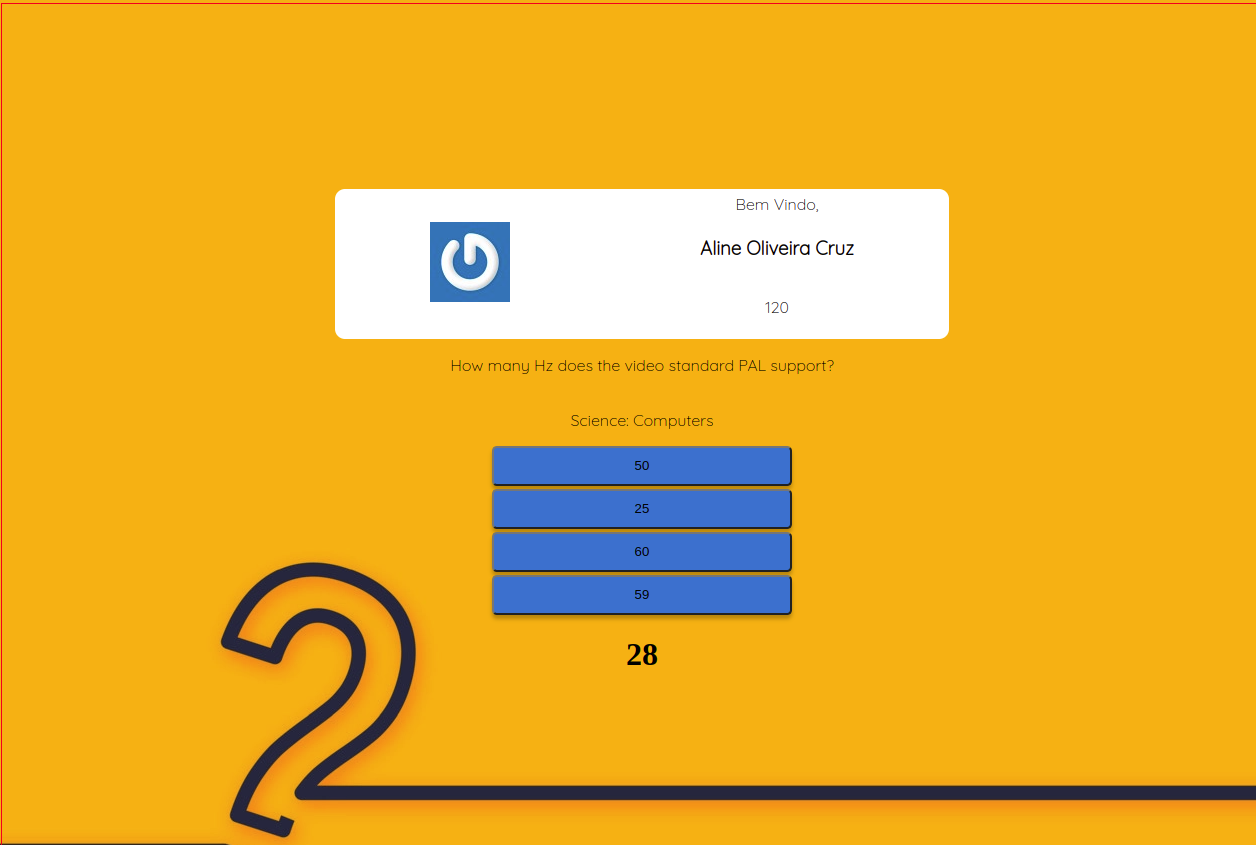 Bem Vindo,
Aline Oliveira Cruz
120
How many Hz does the video standard PAL support?
Science: Computers
50
25
60
59
28